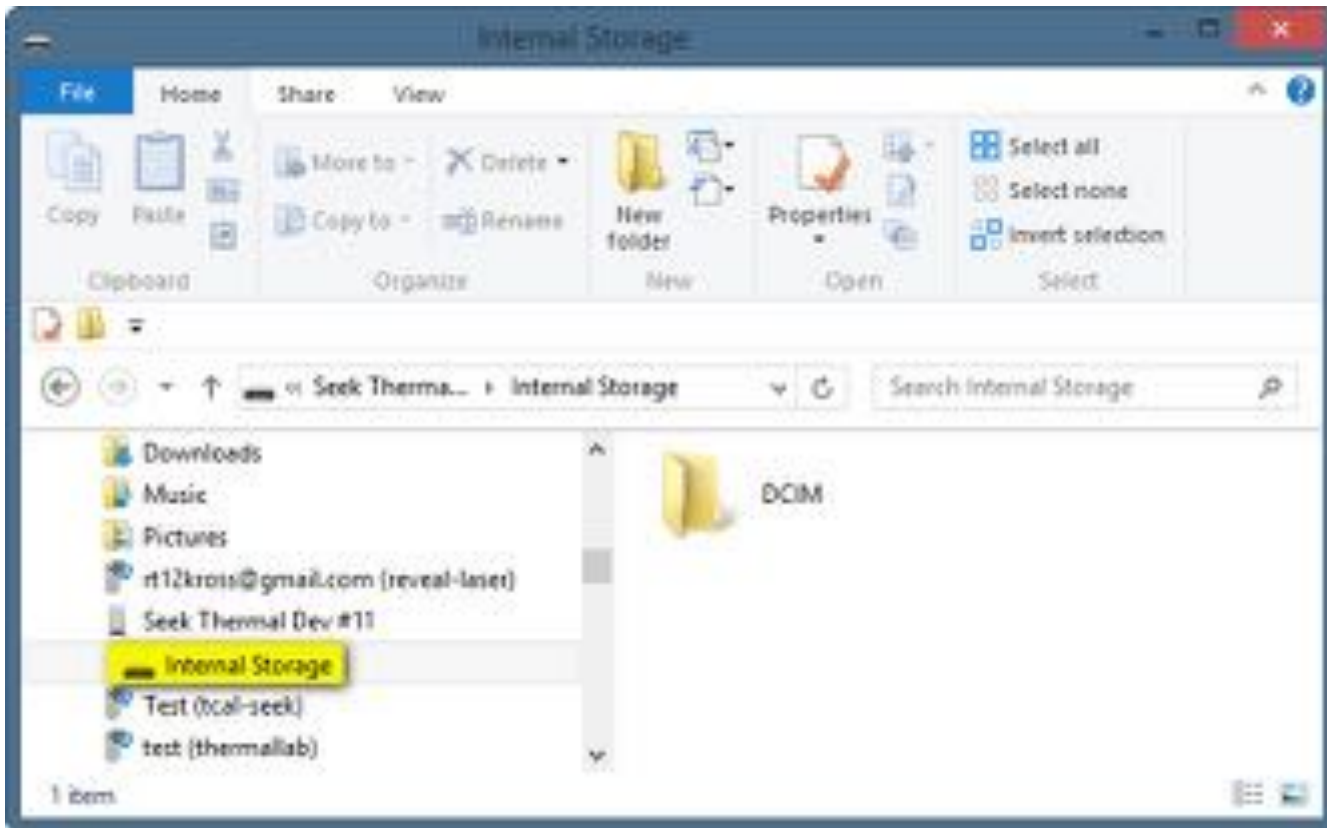 Internal Storage
File Home Share View
Copy Paste
Move to Copy to
Delete Rename
New folder
Properties
Select all
Select none
Invert selection
Clipboard Organize New Open Select
« Seek Therma... Internal Storage
Search Internal Storage
Downloads
Music
Pictures
rt12kross@gmail.com (reveal-laser)
Seek Thermal Dev #11
Internal Storage
Test (tcal-seek)
test (thermallab)
DCIM
1 item